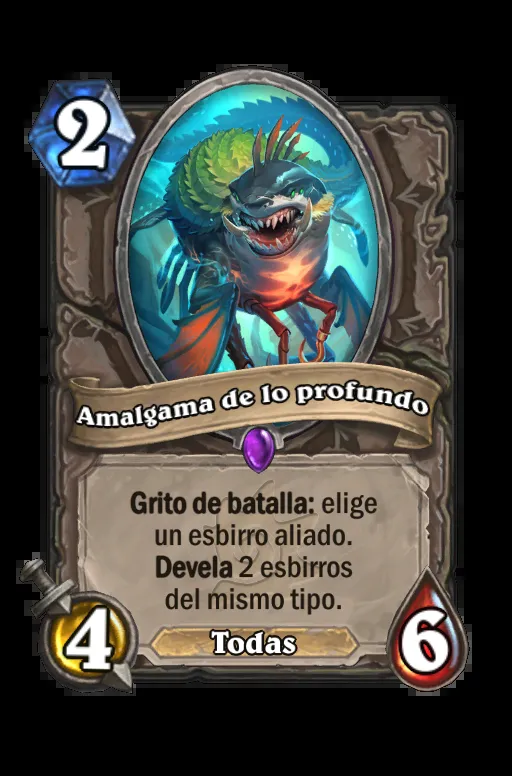 2
Amalgama de lo profundo
Grito de batalla: elige
un esbirro aliado.
Devela 2 esbirros
del mismo tipo.
4
Todas
6